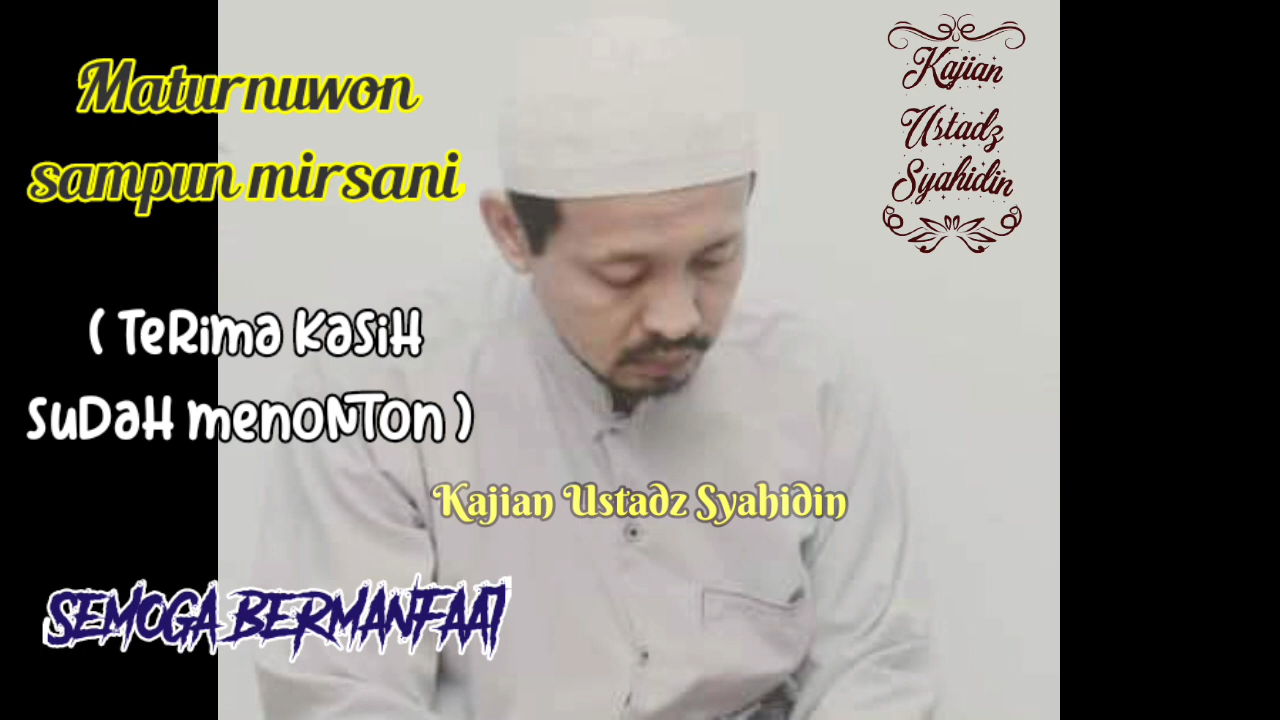 Maturnuwon
sampun mirsani
( TeRima KaSiH
SuDaH menonTon )
Kajian
Ustadz
Syahidin
Kajian Ustadz Syahidin
SEMOGA BERMANFAAT